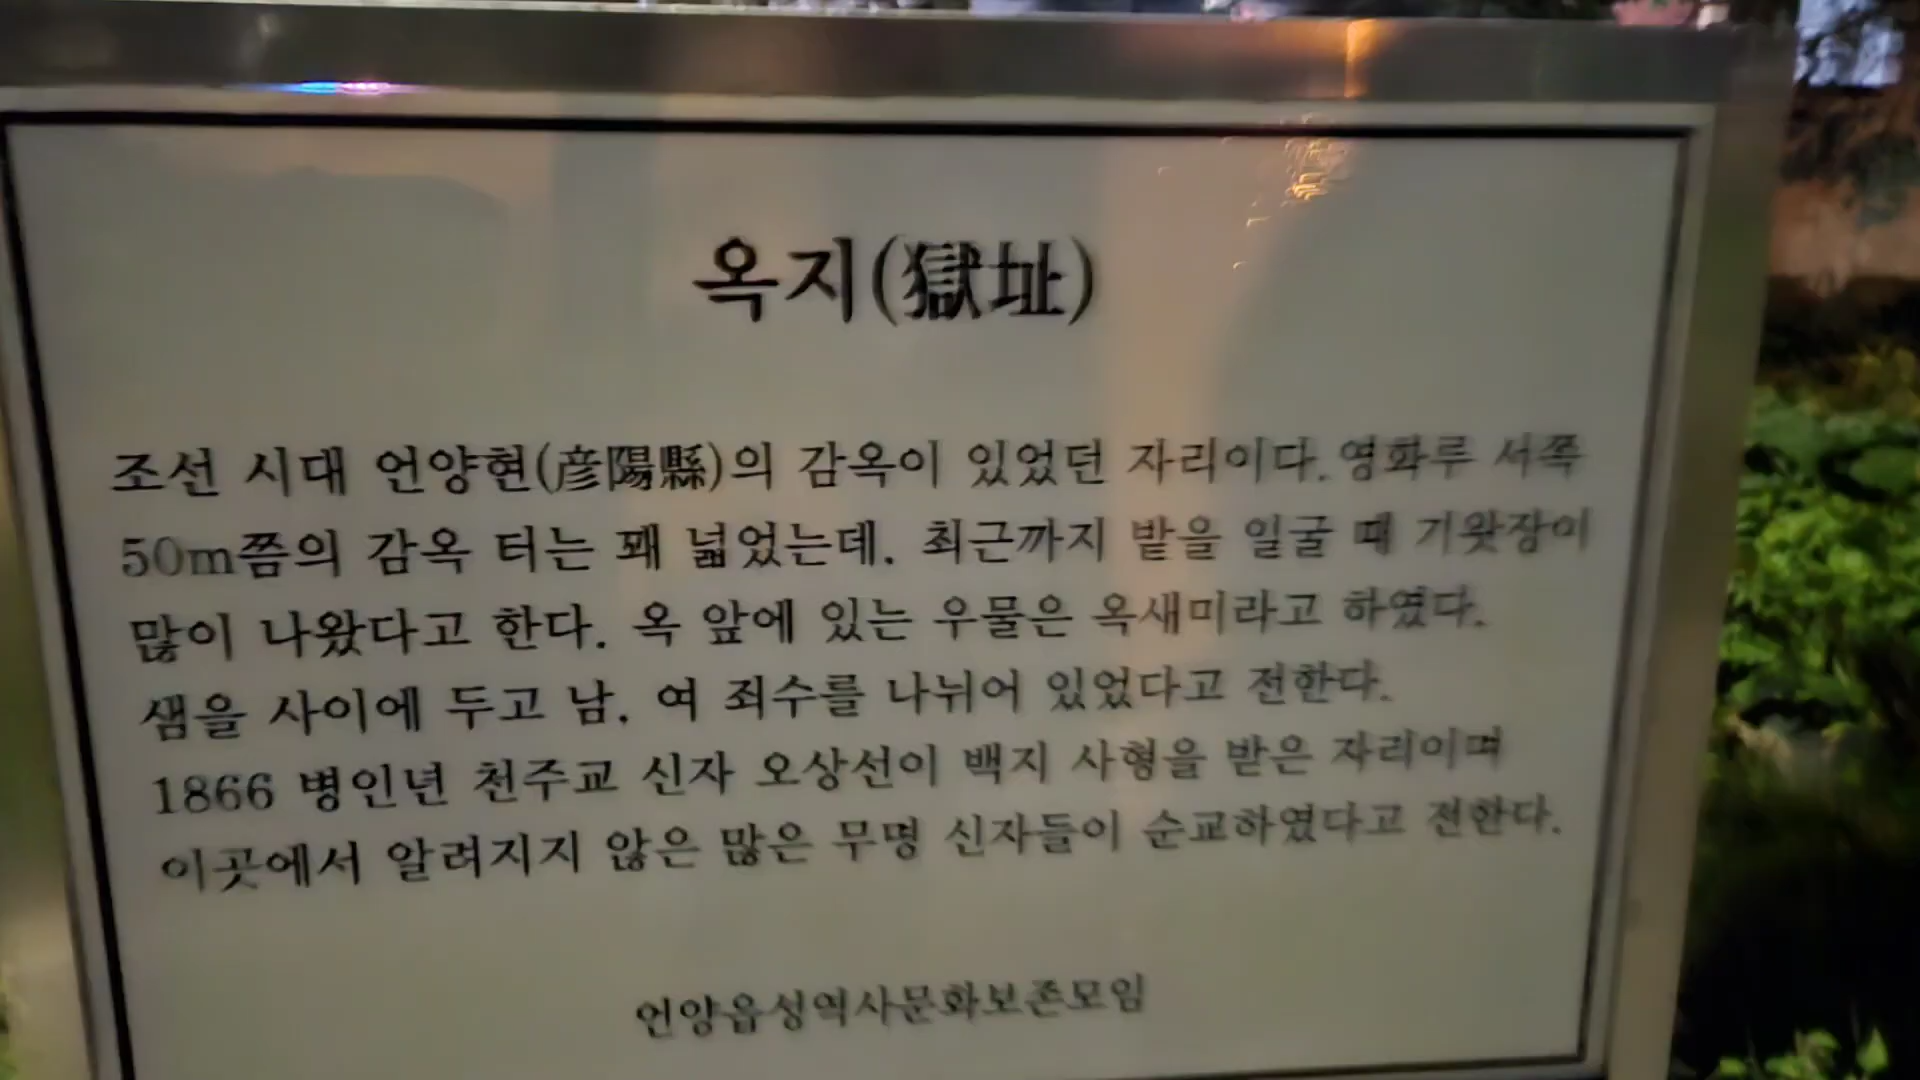 옥지(獄址)
조선 시대 언양현(彦陽縣)의 감옥이 있었던 자리이다. 영화루 서쪽
50m쯤의 감옥 터는 꽤 넓었는데. 최근까지 밭을 일굴 때 기왓장이
많이 나왔다고 한다. 옥 앞에 있는 우물은 옥새미라고 하였다.
샘을 사이에 두고 남. 여 죄수를 나뉘어 있었다고 전한다.
1866 병인년 천주교 신자 오상선이 백지 사형을 받은 자리이며
이곳에서 알려지지 않은 많은 무명 신자들이 순교하였다고 전한다.
언양읍성역사문화보존모임